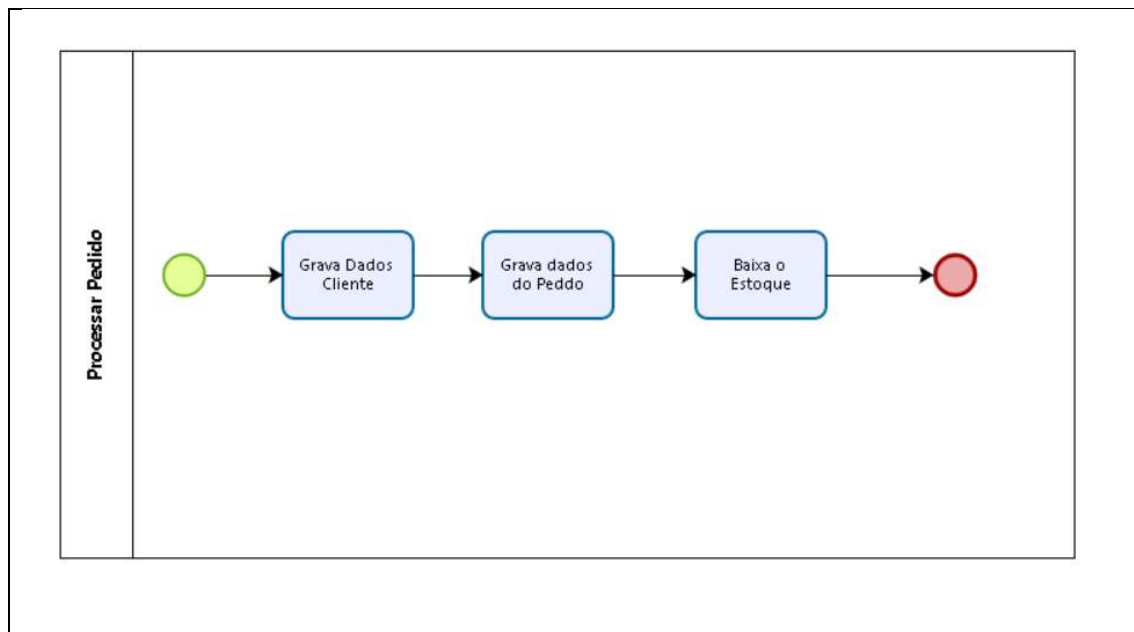 Processar Pedido
Grava Dados
Cliente
Grava dados
do Peddo
Baixa o
Estoque